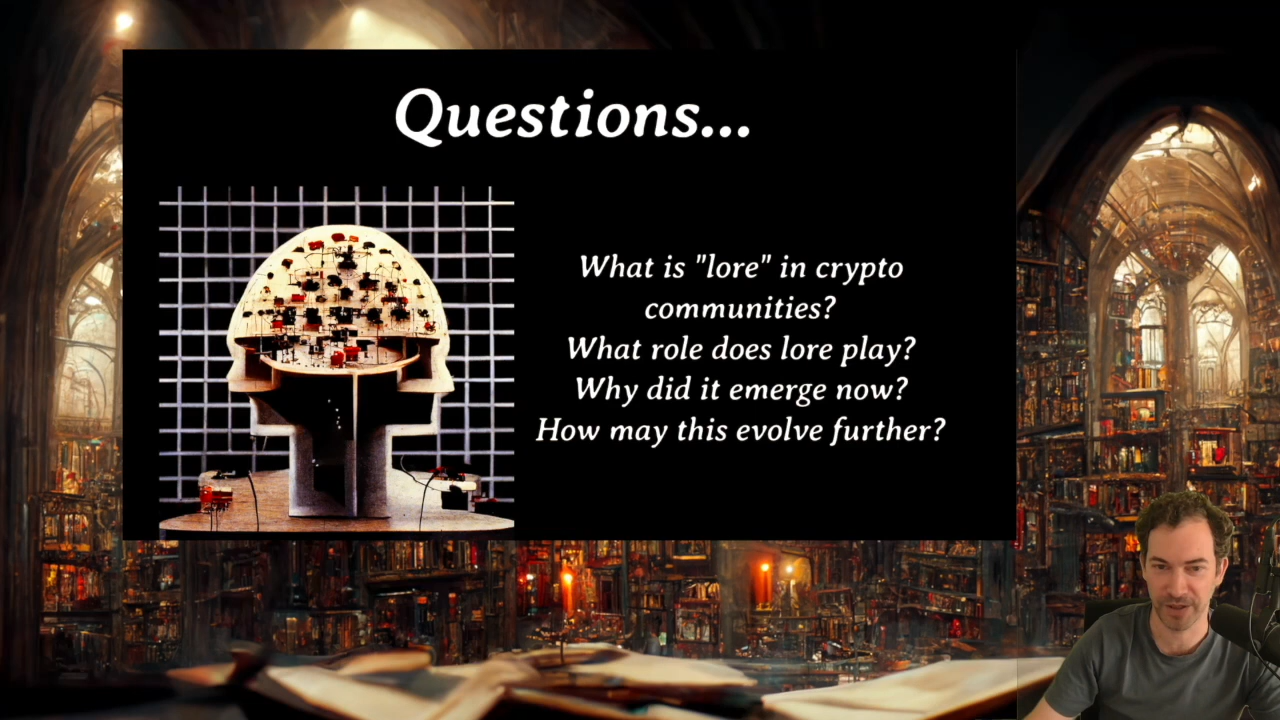 Questions...
What is "lore" in crypto
communities?
What role does lore play?
Why did it emerge now?
How may this evolve further?